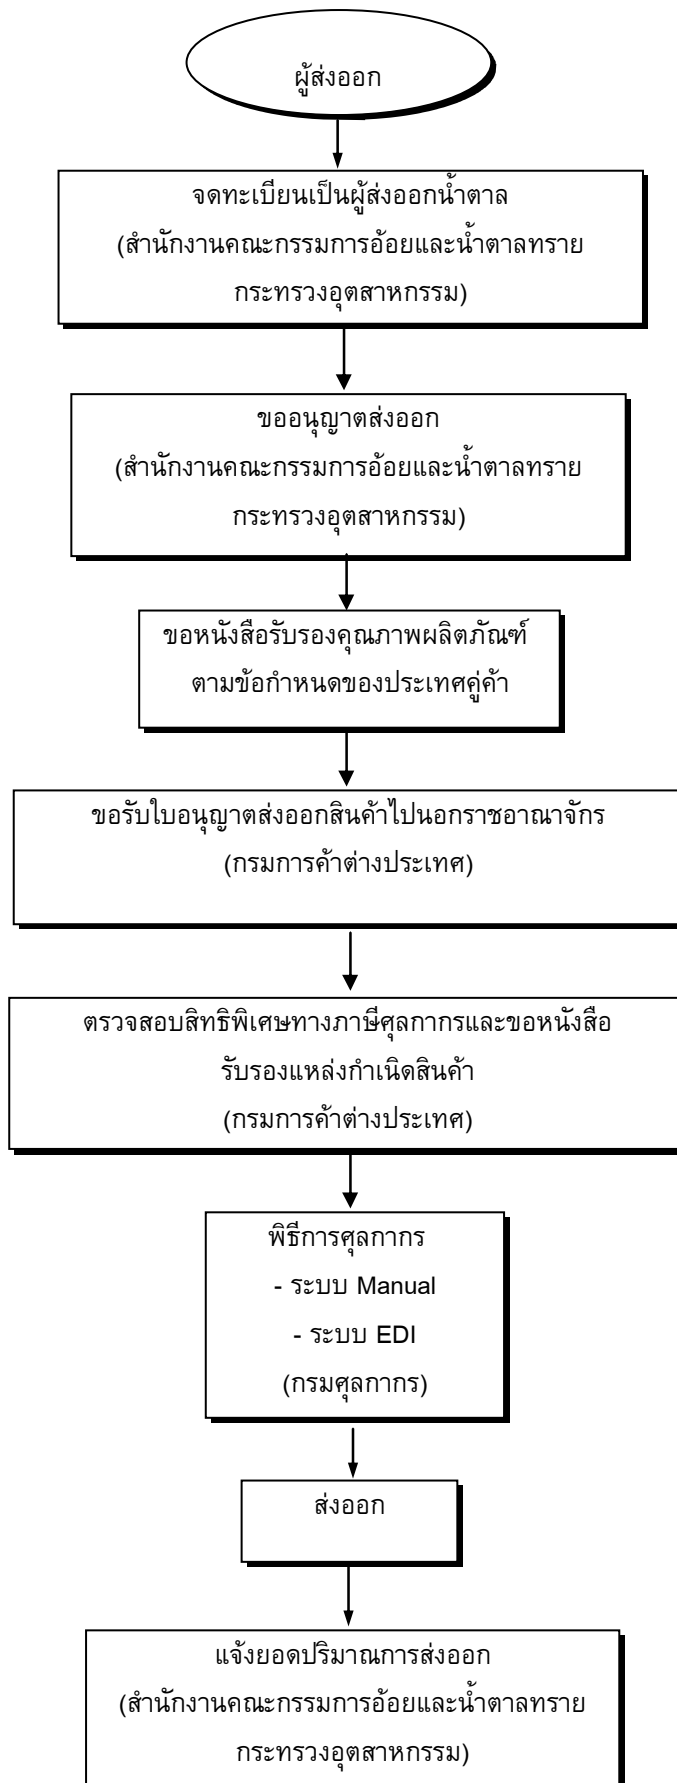 ผู้ส่งออก
จดทะเบียนเป็นผู้ส่งออกน้ำตาล
(สำนักงานคณะกรรมการอ้อยและน้ำตาลทราย
กระทรวงอุตสาหกรรม)
ขออนุญาตส่งออก
(สำนักงานคณะกรรมการอ้อยและน้ำตาลทราย
กระทรวงอุตสาหกรรม)
ขอหนังสือรับรองคุณภาพผลิตภัณฑ์
ตามข้อกำหนดของประเทศคู่ค้า
ขอรับใบอนุญาตส่งออกสินค้าไปนอกราชอาณาจักร
(กรมการค้าต่างประเทศ)
ตรวจสอบสิทธิพิเศษทางภาษีศุลกากรและขอหนังสือ
รับรองแหล่งกำเนิดสินค้า
(กรมการค้าต่างประเทศ)
พิธีการศุลกากร
- ระบบ Manual
- ระบบ EDI
(กรมศุลกากร)
ส่งออก
แจ้งยอดปริมาณการส่งออก
(สำนักงานคณะกรรมการอ้อยและน้ำตาลทราย
กระทรวงอุตสาหกรรม)